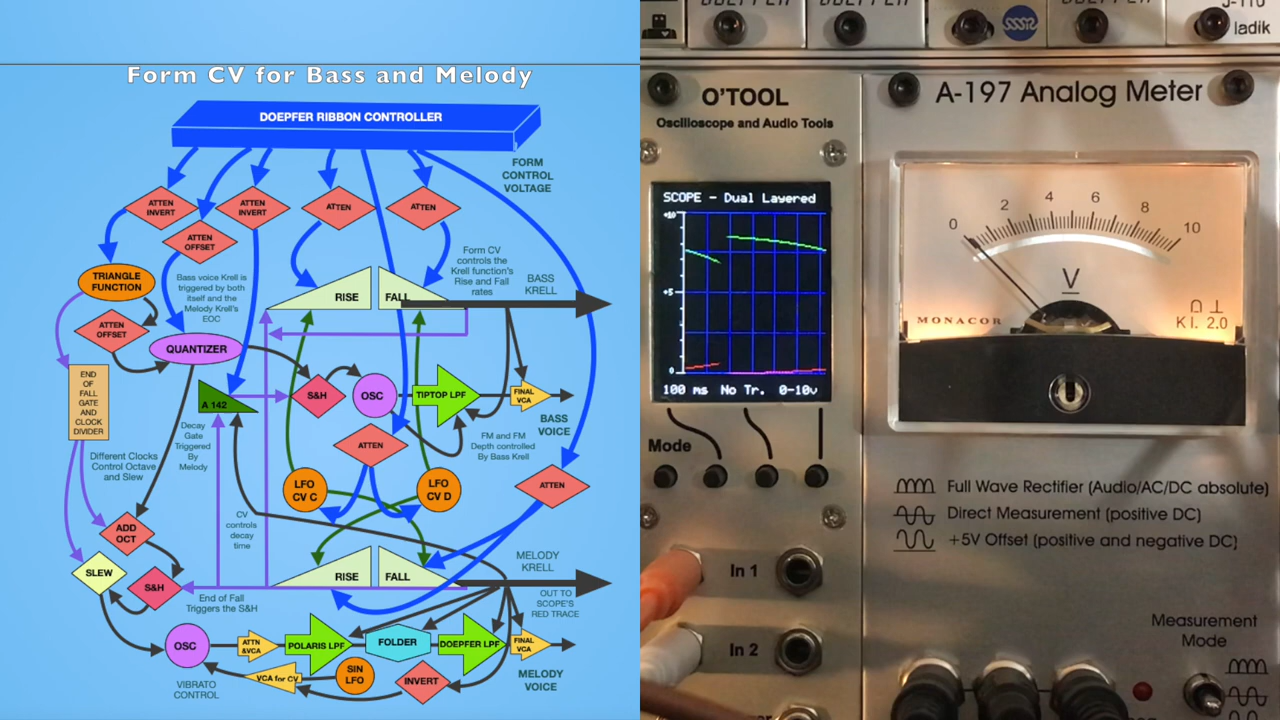 Form CV for Bass and Melody
DOEPFER RIBBON CONTROLLER
FORM
CONTROL
VOLTAGE
ATTEN
INVERT
ATTEN
OFFSET
ATTEN
INVERT
ATTEN
ATTEN
TRIANGLE
FUNCTION
Bass voice Krell is
triggered by both
itself and the
Melody Krell's
EOC
Form CV
controls the
Krell function's
Rise and Fall
rates
BASS
KRELL
RISE
FALL
ATTEN
OFFSET
QUANTIZER
END
OF
FALL
GATE
AND
CLOCK
DIVIDER
A 142
S&H
OSC
TIPTOP LPF
FINAL
VCA
BASS
VOICE
Decay
Gate
Triggered
By
Melody
FM and FM
Depth controlled
By Bass Krell
ATTEN
Different Clocks
Control Octave
and Slew
LFO
CV C
LFO
CV D
ATTEN
CV
controls
decay
time
ADD
OCT
MELODY
KRELL
SLEW
S&H
RISE
FALL
End of Fall
Triggers the S&H
OUT TO
SCOPE'S
RED TRACE
OSC
ATTN
&VCA
POLARIS LPF
FOLDER
DOEPFER LPF
FINAL
VCA
VIBRATO
CONTROL
VCA for CV
SIN
LFO
INVERT
MELODY
VOICE
DOEPFER
DOEPFER
DOEPFER
J-110
ladik
O'TOOL
Oscilloscope and Audio Tools
SCOPE - Dual Layered
+10
+5
0
100 ms No Tr. 0-10v
Mode
In 1
In 2
A-197 Analog Meter
0 2 4 6 8 10
V
MONACOR
Kl. 2.0
Full Wave Rectifier (Audio/AC/DC absolute)
Direct Measurement (positive DC)
+5V Offset (positive and negative DC)
Measurement
Mode